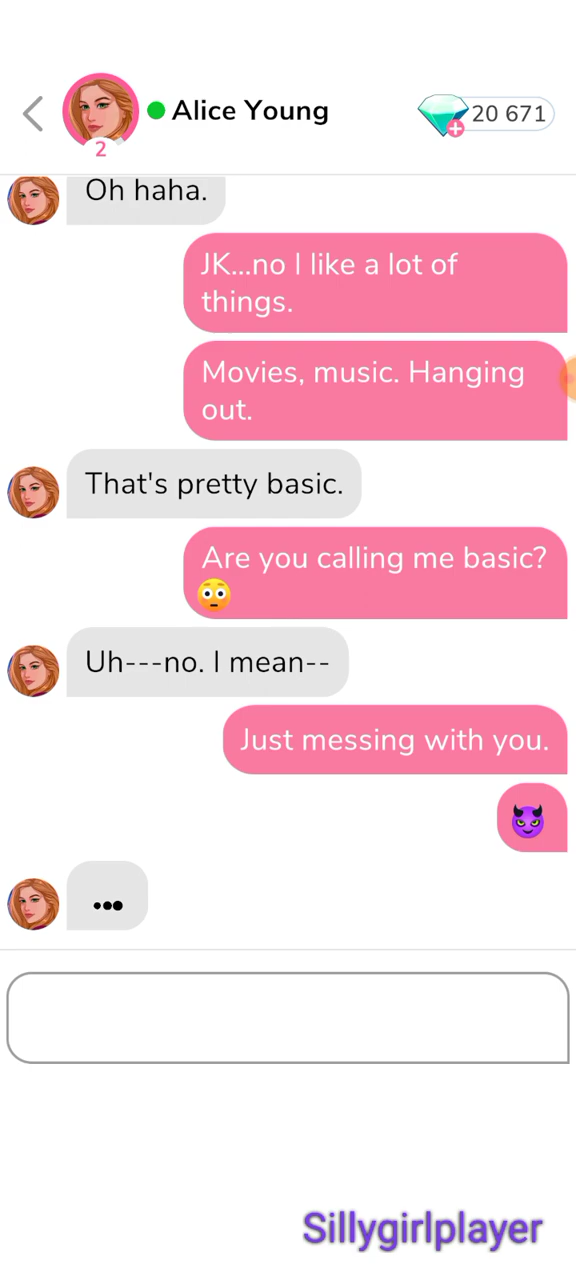 Alice Young
20 671
2
Oh haha.
JK...no I like a lot of
things.
Movies, music. Hanging
out.
That's pretty basic.
Are you calling me basic?
😳
Uh---no. I mean--
Just messing with you.
😈
...
Sillygirlplayer